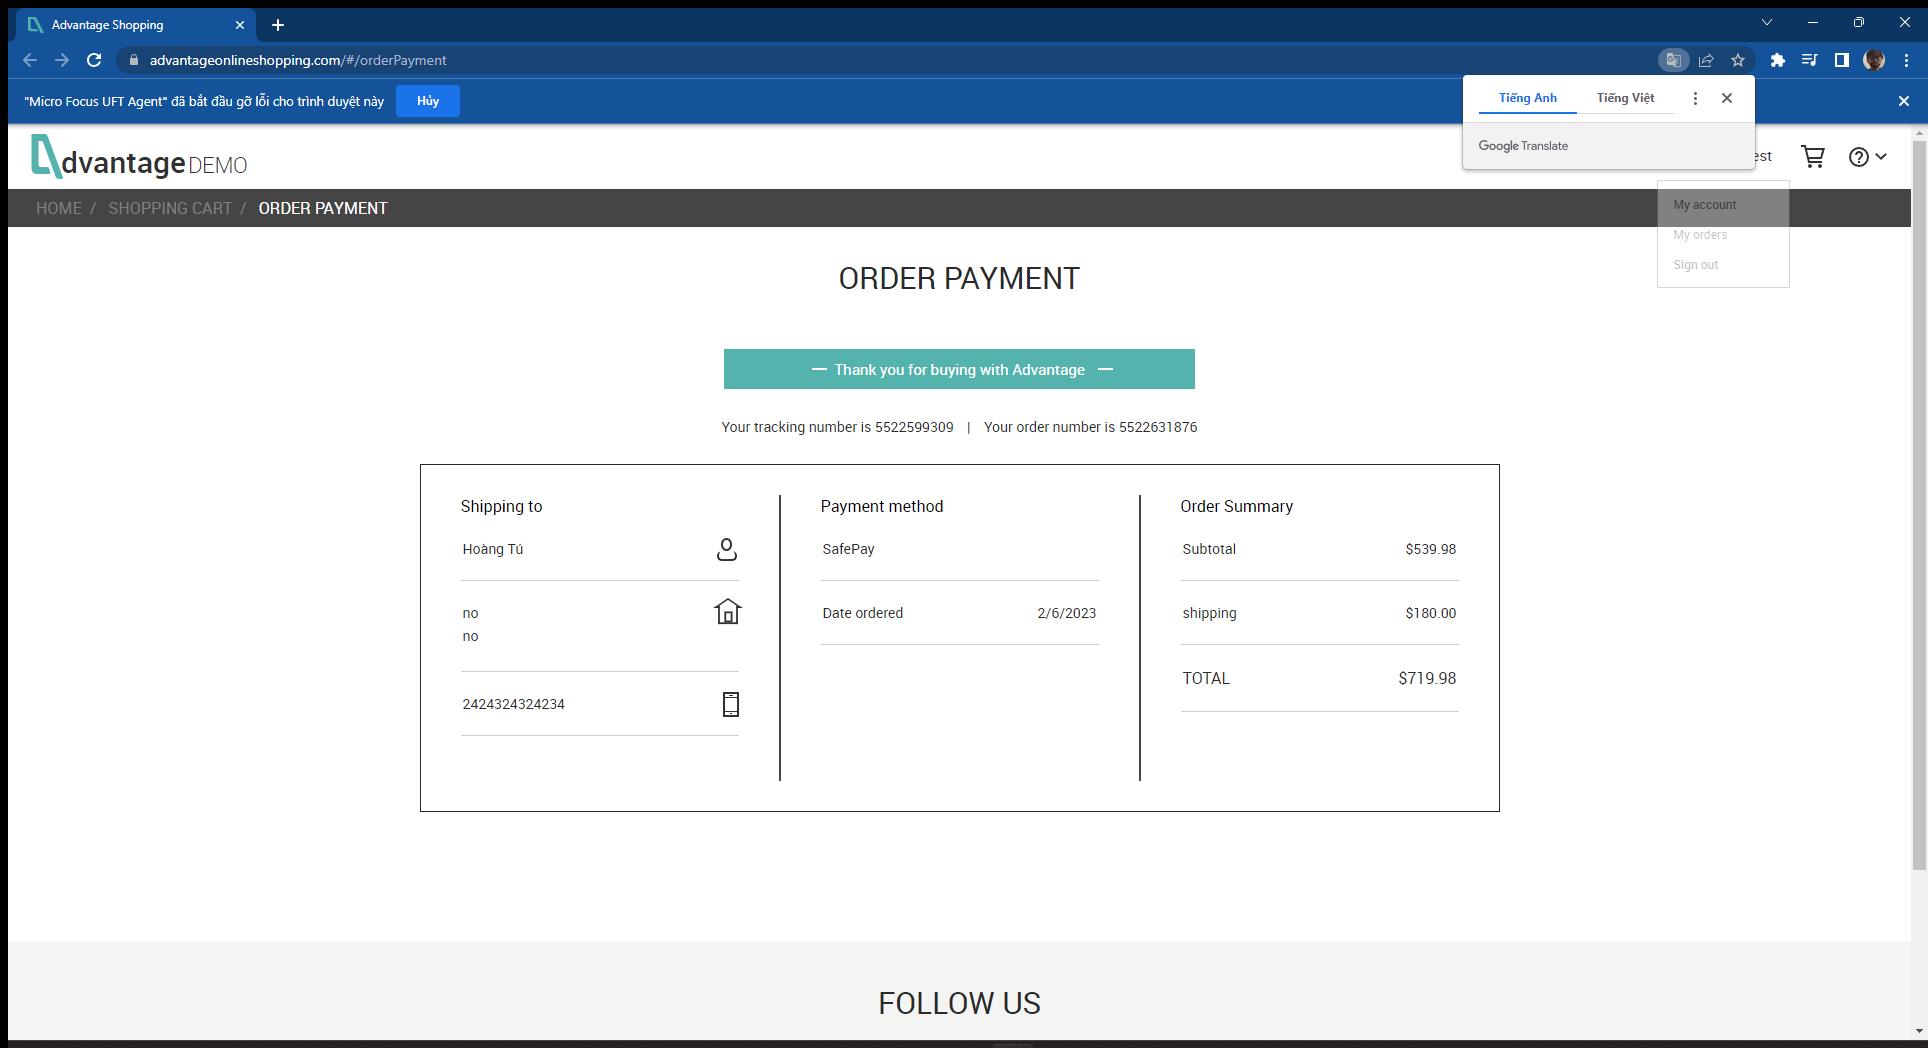 Advantage Shopping
advantageonlineshopping.com/#/orderPayment
"Micro Focus UFT Agent" đã bắt đầu gỡ lỗi cho trình duyệt này
Hủy
Tiếng Anh
Tiếng Việt
Google Translate
dvantage DEMO
est
HOME / SHOPPING CART / ORDER PAYMENT
My account
My orders
Sign out
ORDER PAYMENT
— Thank you for buying with Advantage —
Your tracking number is 5522599309 | Your order number is 5522631876
Shipping to
Hoàng Tú
no
no
2424324324234
Payment method
SafePay
Date ordered 2/6/2023
Order Summary
Subtotal $539.98
shipping $180.00
TOTAL $719.98
FOLLOW US